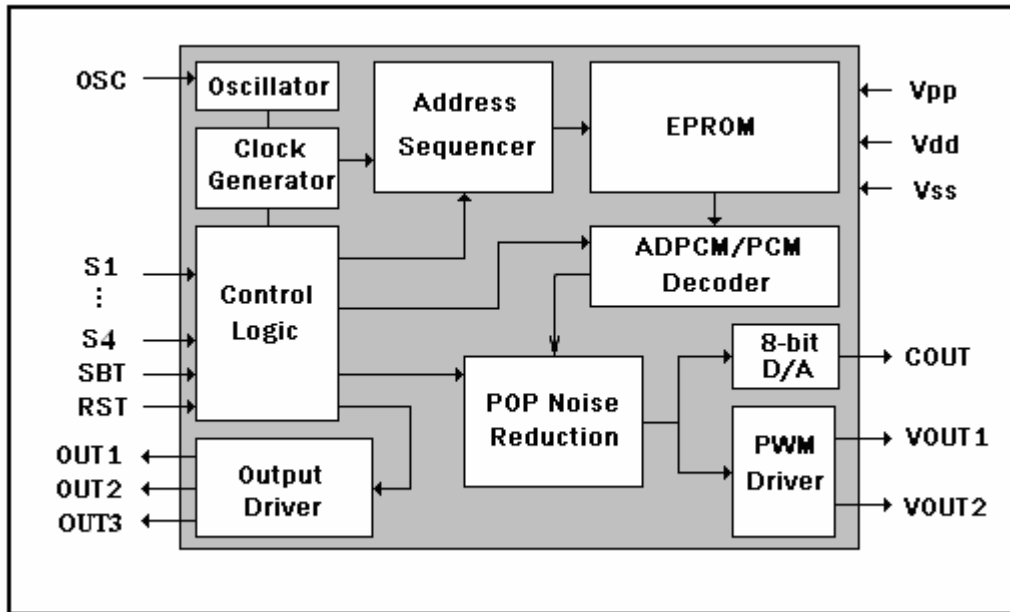 OSC
Oscillator
Clock
Generator
Address
Sequencer
EPROM
Vpp
Vdd
Vss
S1
⋮
S4
SBT
RST
Control
Logic
ADPCM/PCM
Decoder
POP Noise
Reduction
8-bit
D/A
COUT
PWM
Driver
VOUT1
VOUT2
OUT1
OUT2
OUT3
Output
Driver